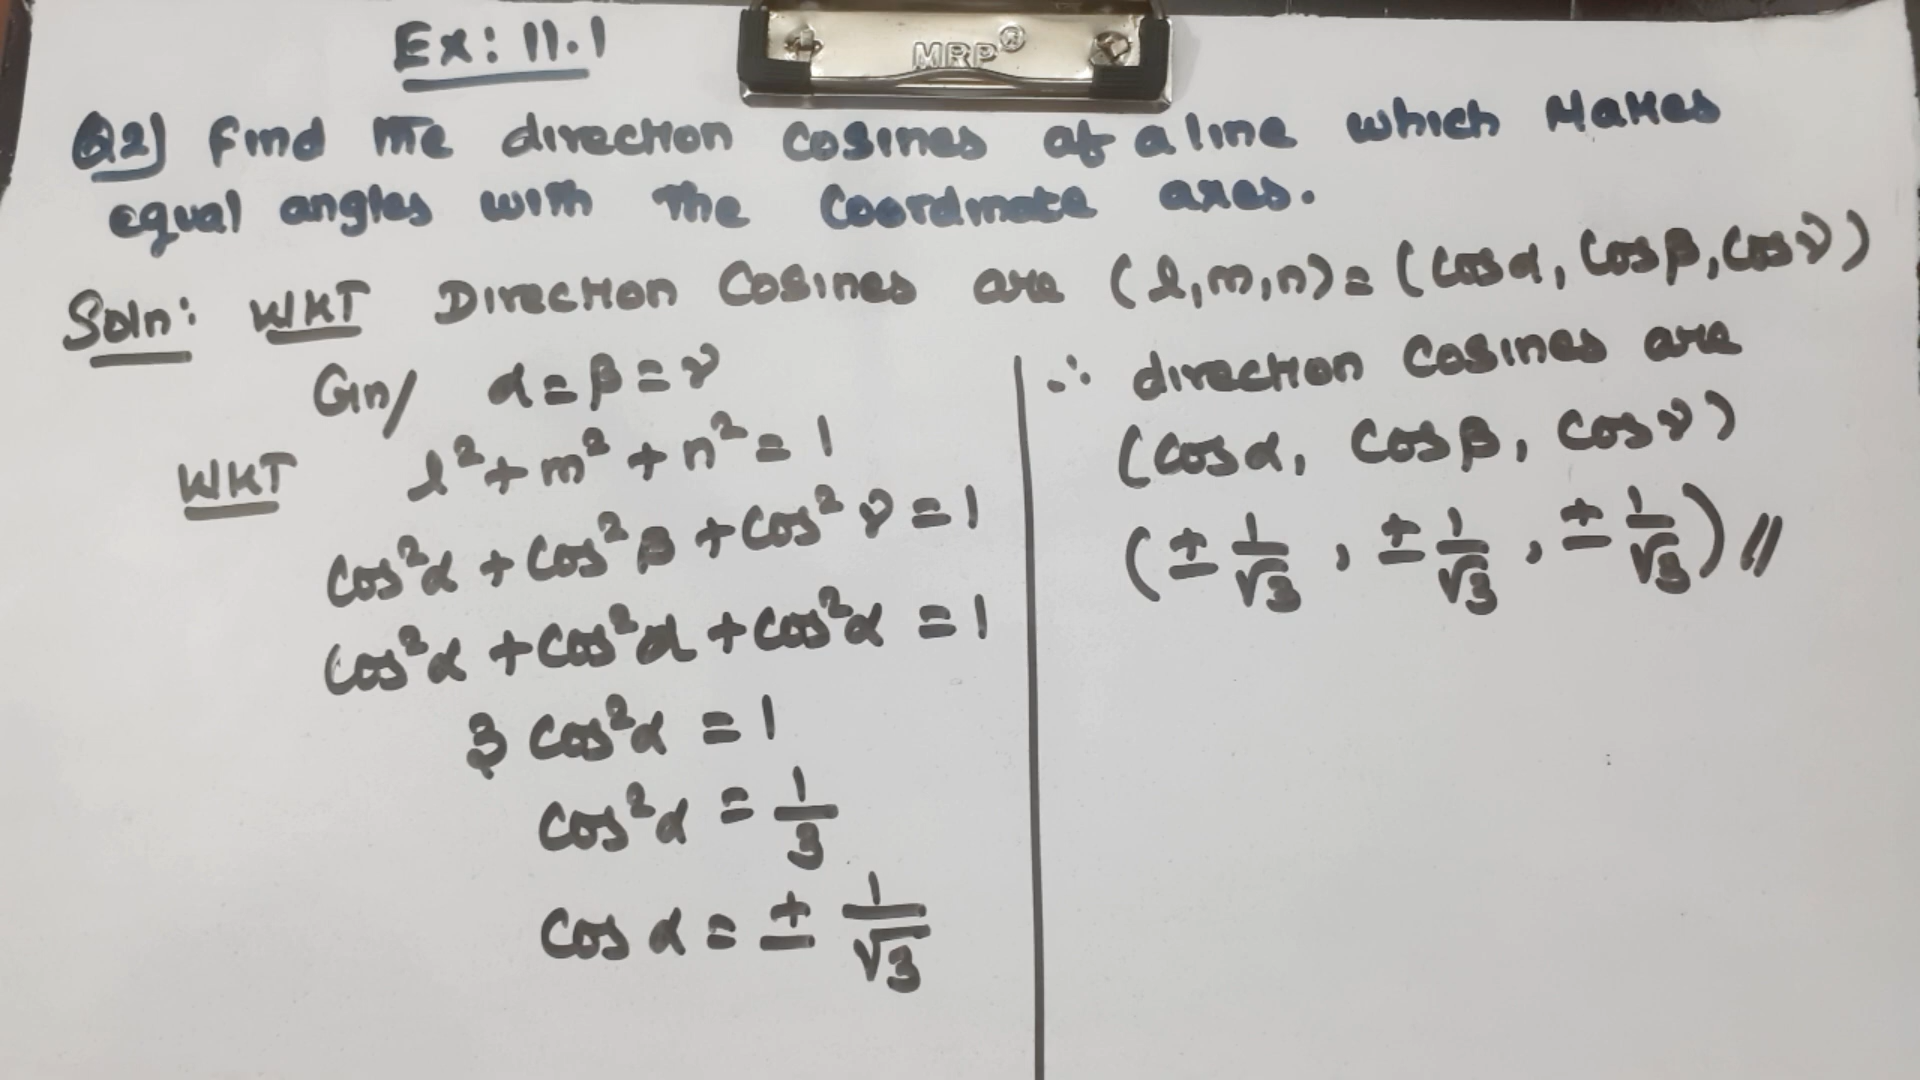 MRP®
Ex: 11.1
Q2) Find the direction cosines of a line which makes
equal angles with the coordinate axes.
Soln: WKT Direction Cosines are (l,m,n) = (cosα, cosβ, cosγ)
Gn/ α = β = γ
WKT l² + m² + n² = 1
cos²α + cos²β + cos²γ = 1
cos²α + cos²α + cos²α = 1
3 cos²α = 1
cos²α = 1/3
cos α = ± 1/√3
∴ direction cosines are
(cosα, cosβ, cosγ)
(± 1/√3, ± 1/√3, ± 1/√3) //